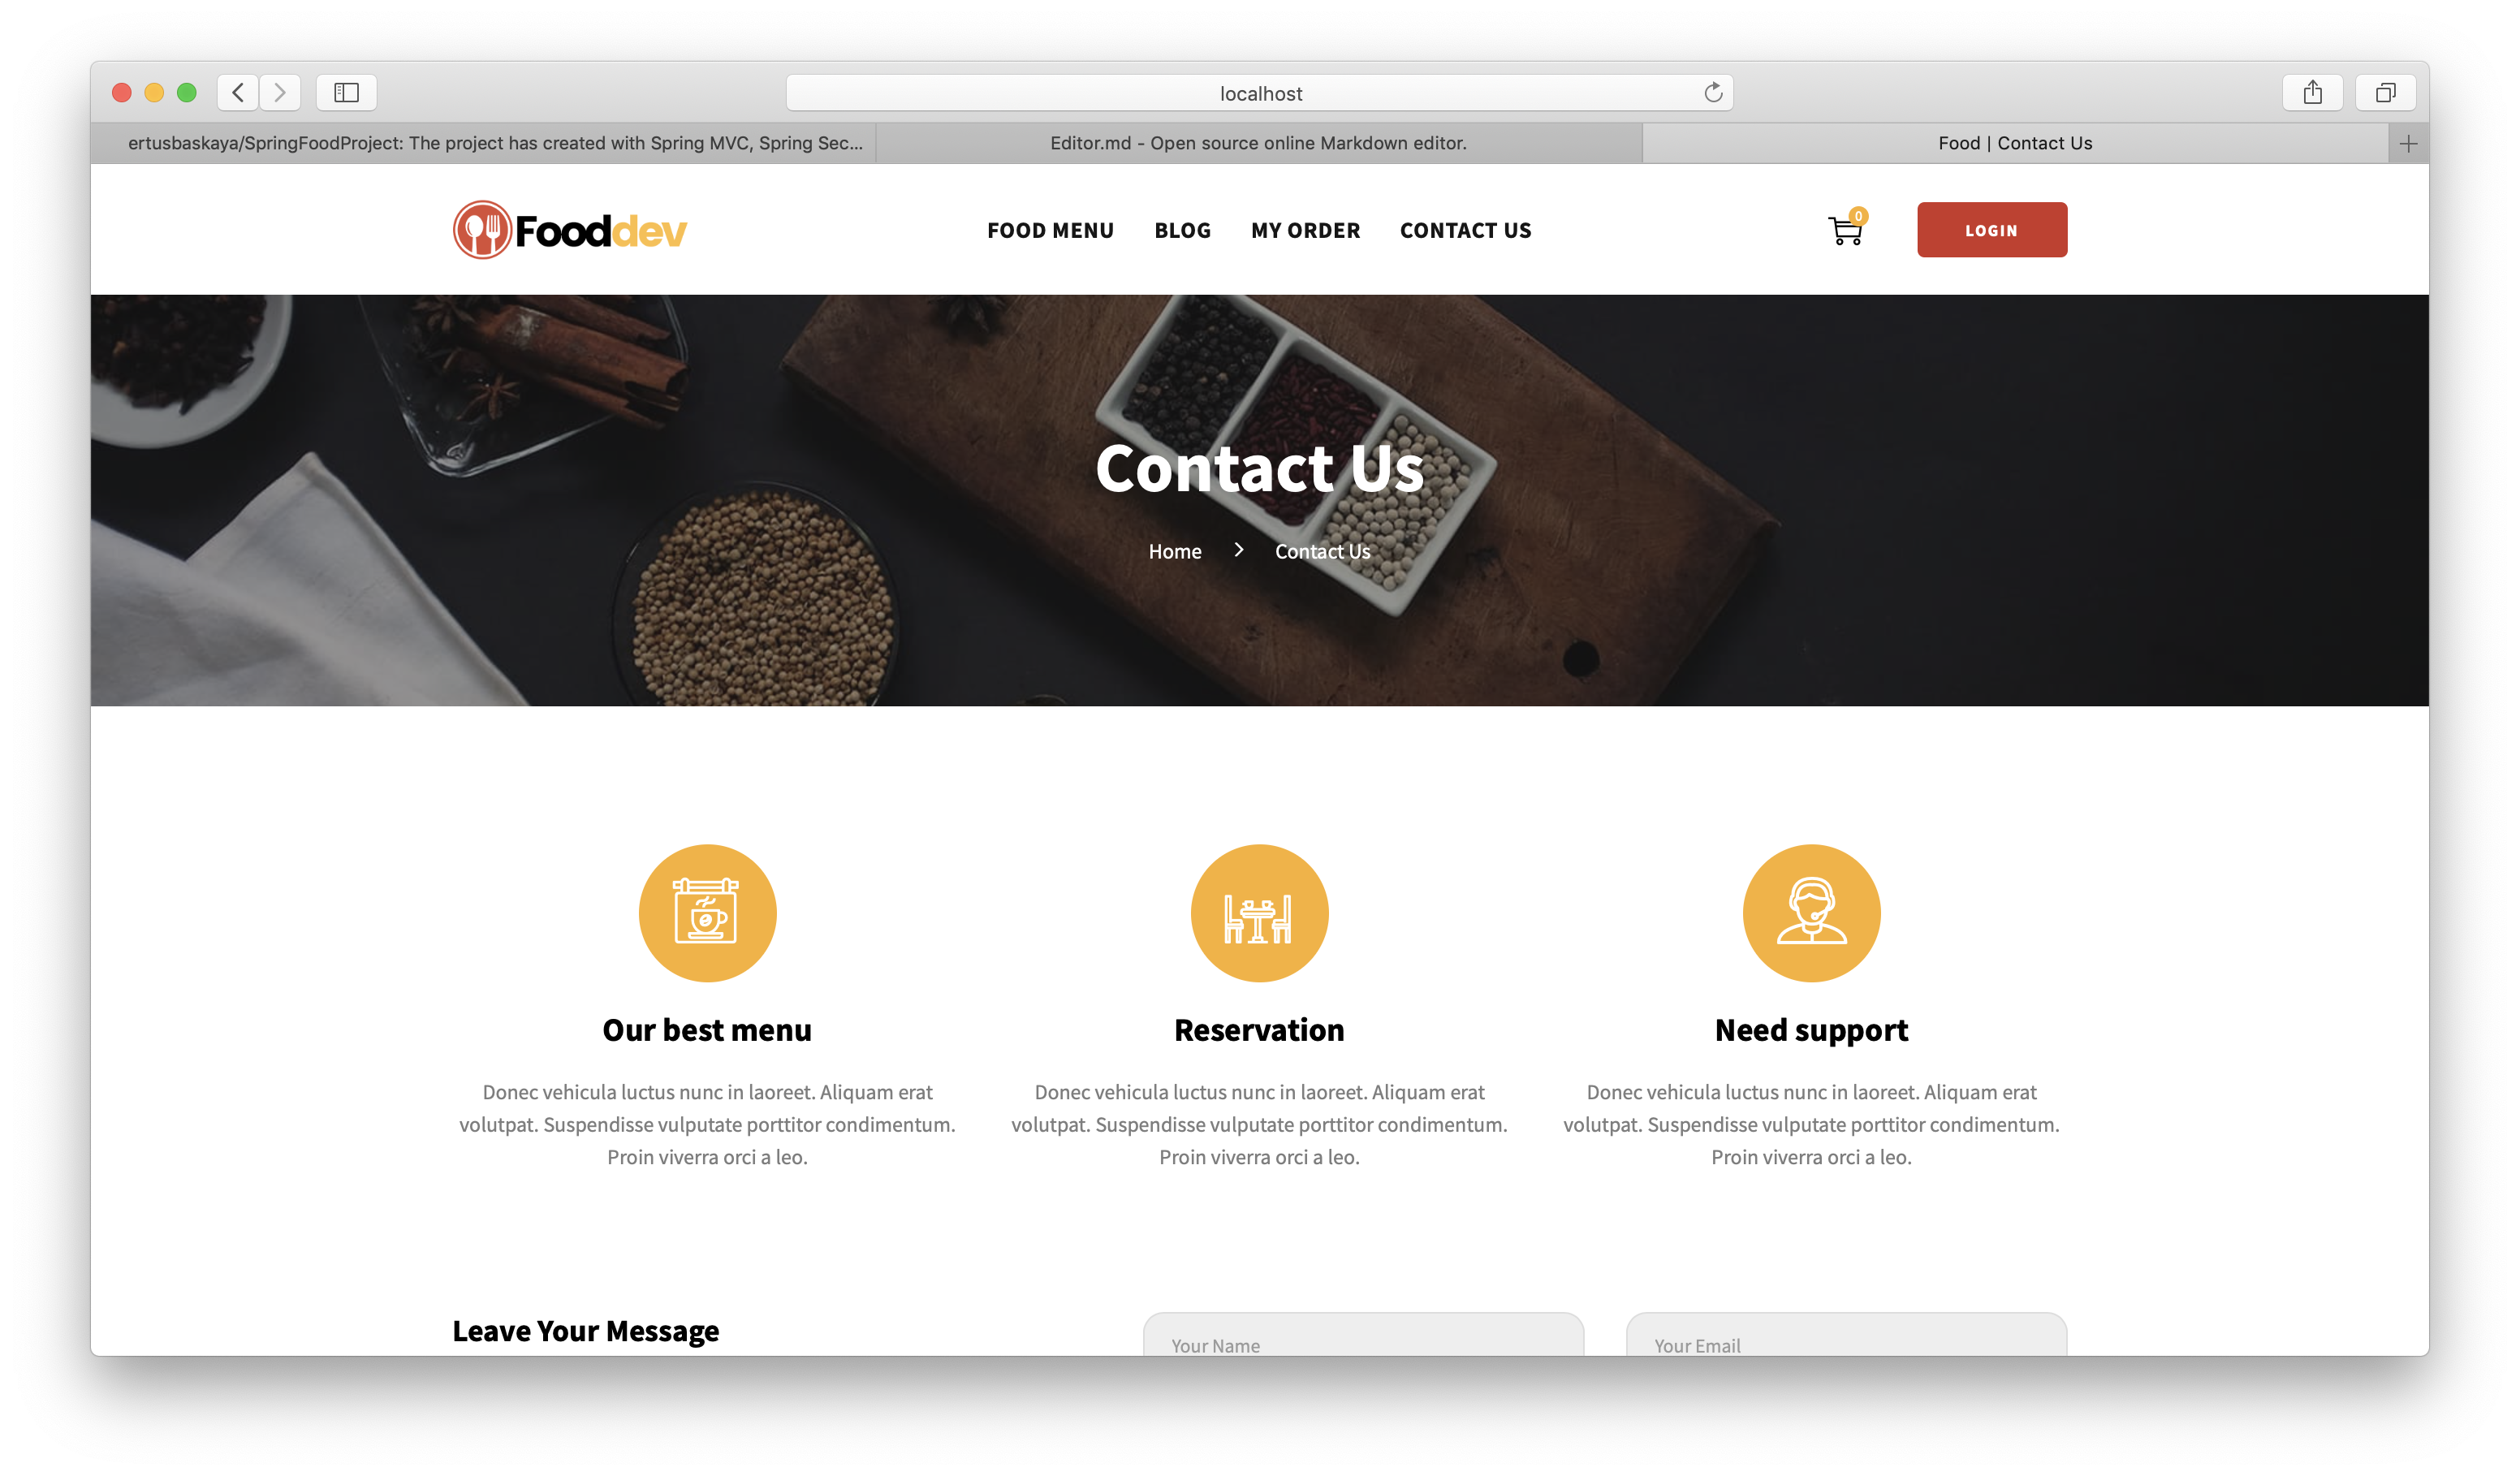 localhost
ertusbaskaya/SpringFoodProject: The project has created with Spring MVC, Spring Sec...
Editor.md - Open source online Markdown editor.
Food | Contact Us
Fooddev
FOOD MENU
BLOG
MY ORDER
CONTACT US
0
LOGIN
Contact Us
Home
Contact Us
Our best menu
Donec vehicula luctus nunc in laoreet. Aliquam erat
volutpat. Suspendisse vulputate porttitor condimentum.
Proin viverra orci a leo.
Reservation
Donec vehicula luctus nunc in laoreet. Aliquam erat
volutpat. Suspendisse vulputate porttitor condimentum.
Proin viverra orci a leo.
Need support
Donec vehicula luctus nunc in laoreet. Aliquam erat
volutpat. Suspendisse vulputate porttitor condimentum.
Proin viverra orci a leo.
Leave Your Message
Your Name
Your Email